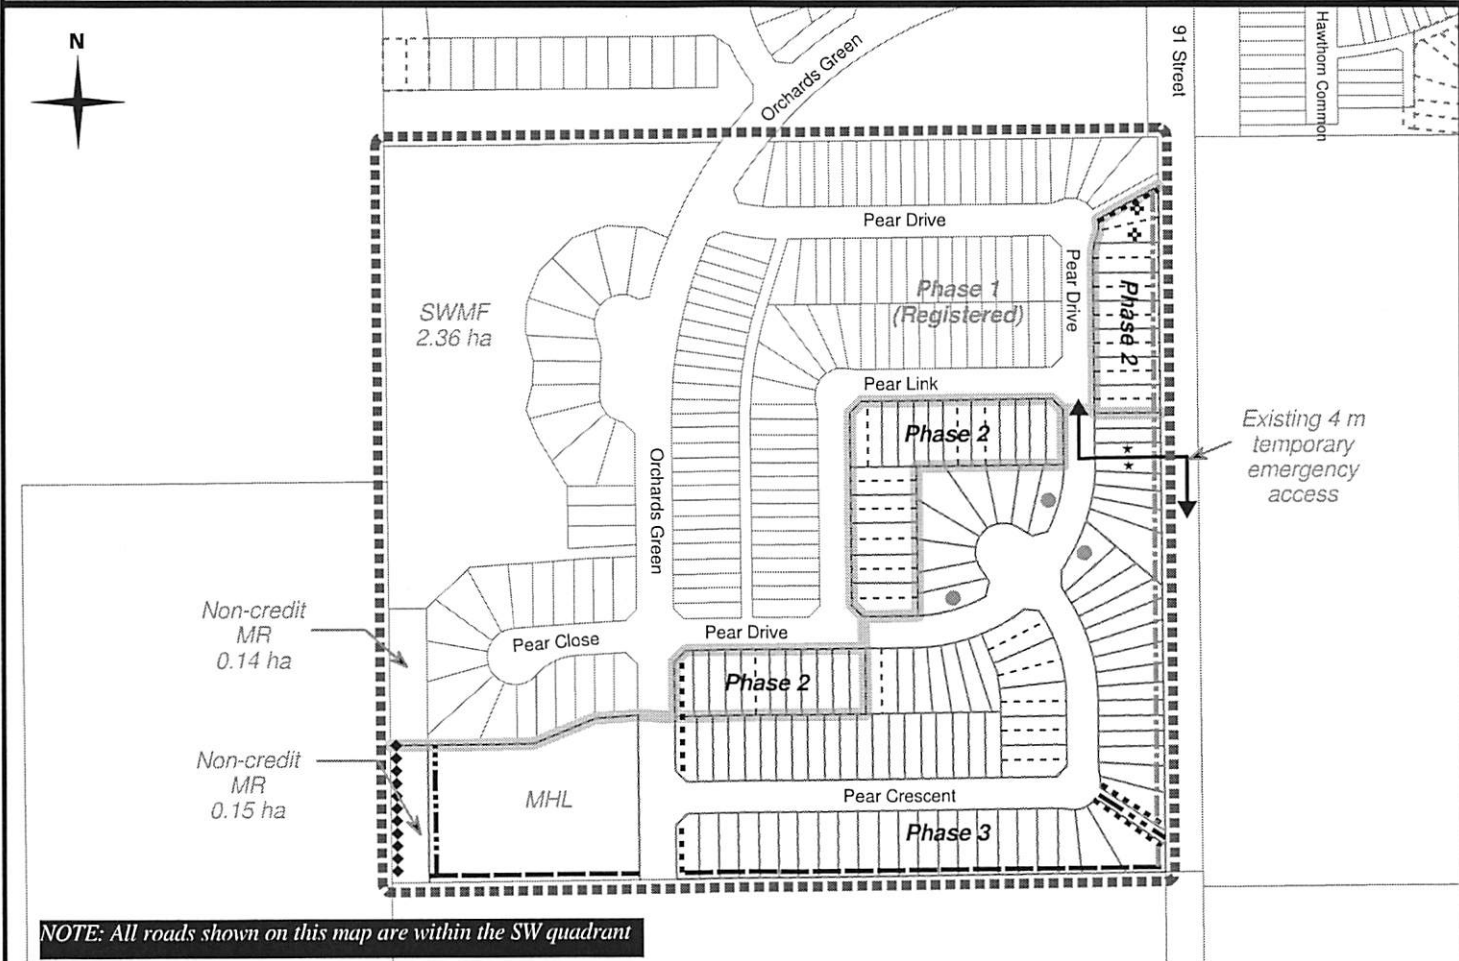 N
Orchards Green
91 Street
Hawthorn Common
Pear Drive
SWMF
2.36 ha
Phase 1
(Registered)
Pear Drive
Phase 2
Pear Link
Phase 2
Existing 4 m
temporary
emergency
access
Orchards Green
Non-credit
MR
0.14 ha
Pear Close
Pear Drive
Phase 2
Non-credit
MR
0.15 ha
MHL
Pear Crescent
Phase 3
NOTE: All roads shown on this map are within the SW quadrant